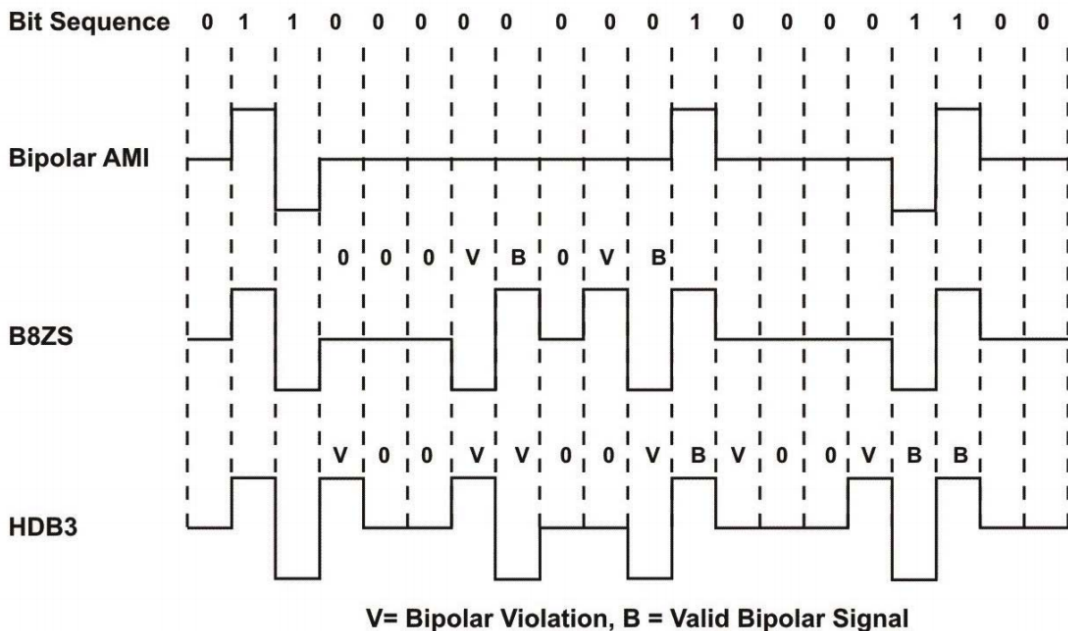 Bit Sequence 0 1 1 0 0 0 0 0 0 0 0 1 0 0 0 0 1 1 0 0
Bipolar AMI
0 0 0 V B 0 V B
B8ZS
V 0 0 V V 0 0 V B V 0 0 V B B
HDB3
V= Bipolar Violation, B = Valid Bipolar Signal